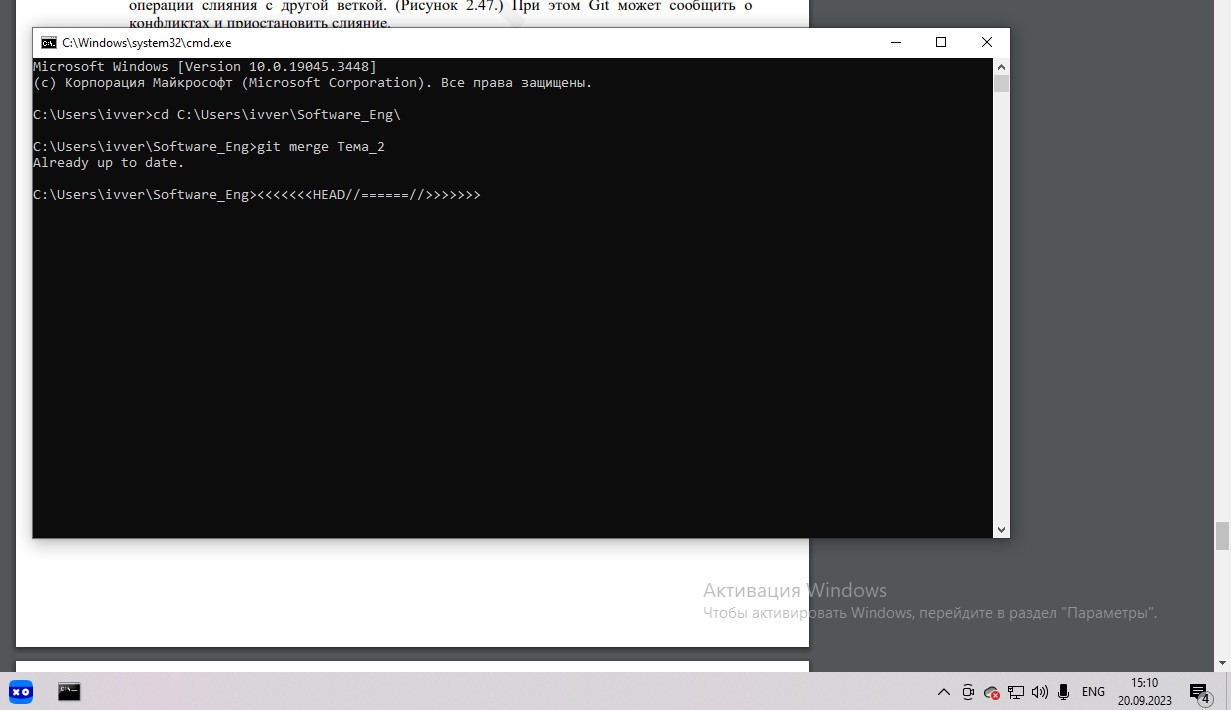 операции слияния с другой веткой. (Рисунок 2.47.) При этом Git может сообщить о
конфликтах и приостановить слияние.
C:\Windows\system32\cmd.exe
Microsoft Windows [Version 10.0.19045.3448]
(c) Корпорация Майкрософт (Microsoft Corporation). Все права защищены.
C:\Users\ivver>cd C:\Users\ivver\Software_Eng\
C:\Users\ivver\Software_Eng>git merge Тема_2
Already up to date.
C:\Users\ivver\Software_Eng><<<<<<<HEAD//======//>>>>>>>
Активация Windows
Чтобы активировать Windows, перейдите в раздел "Параметры".
XO
ENG
15:10
20.09.2023
4